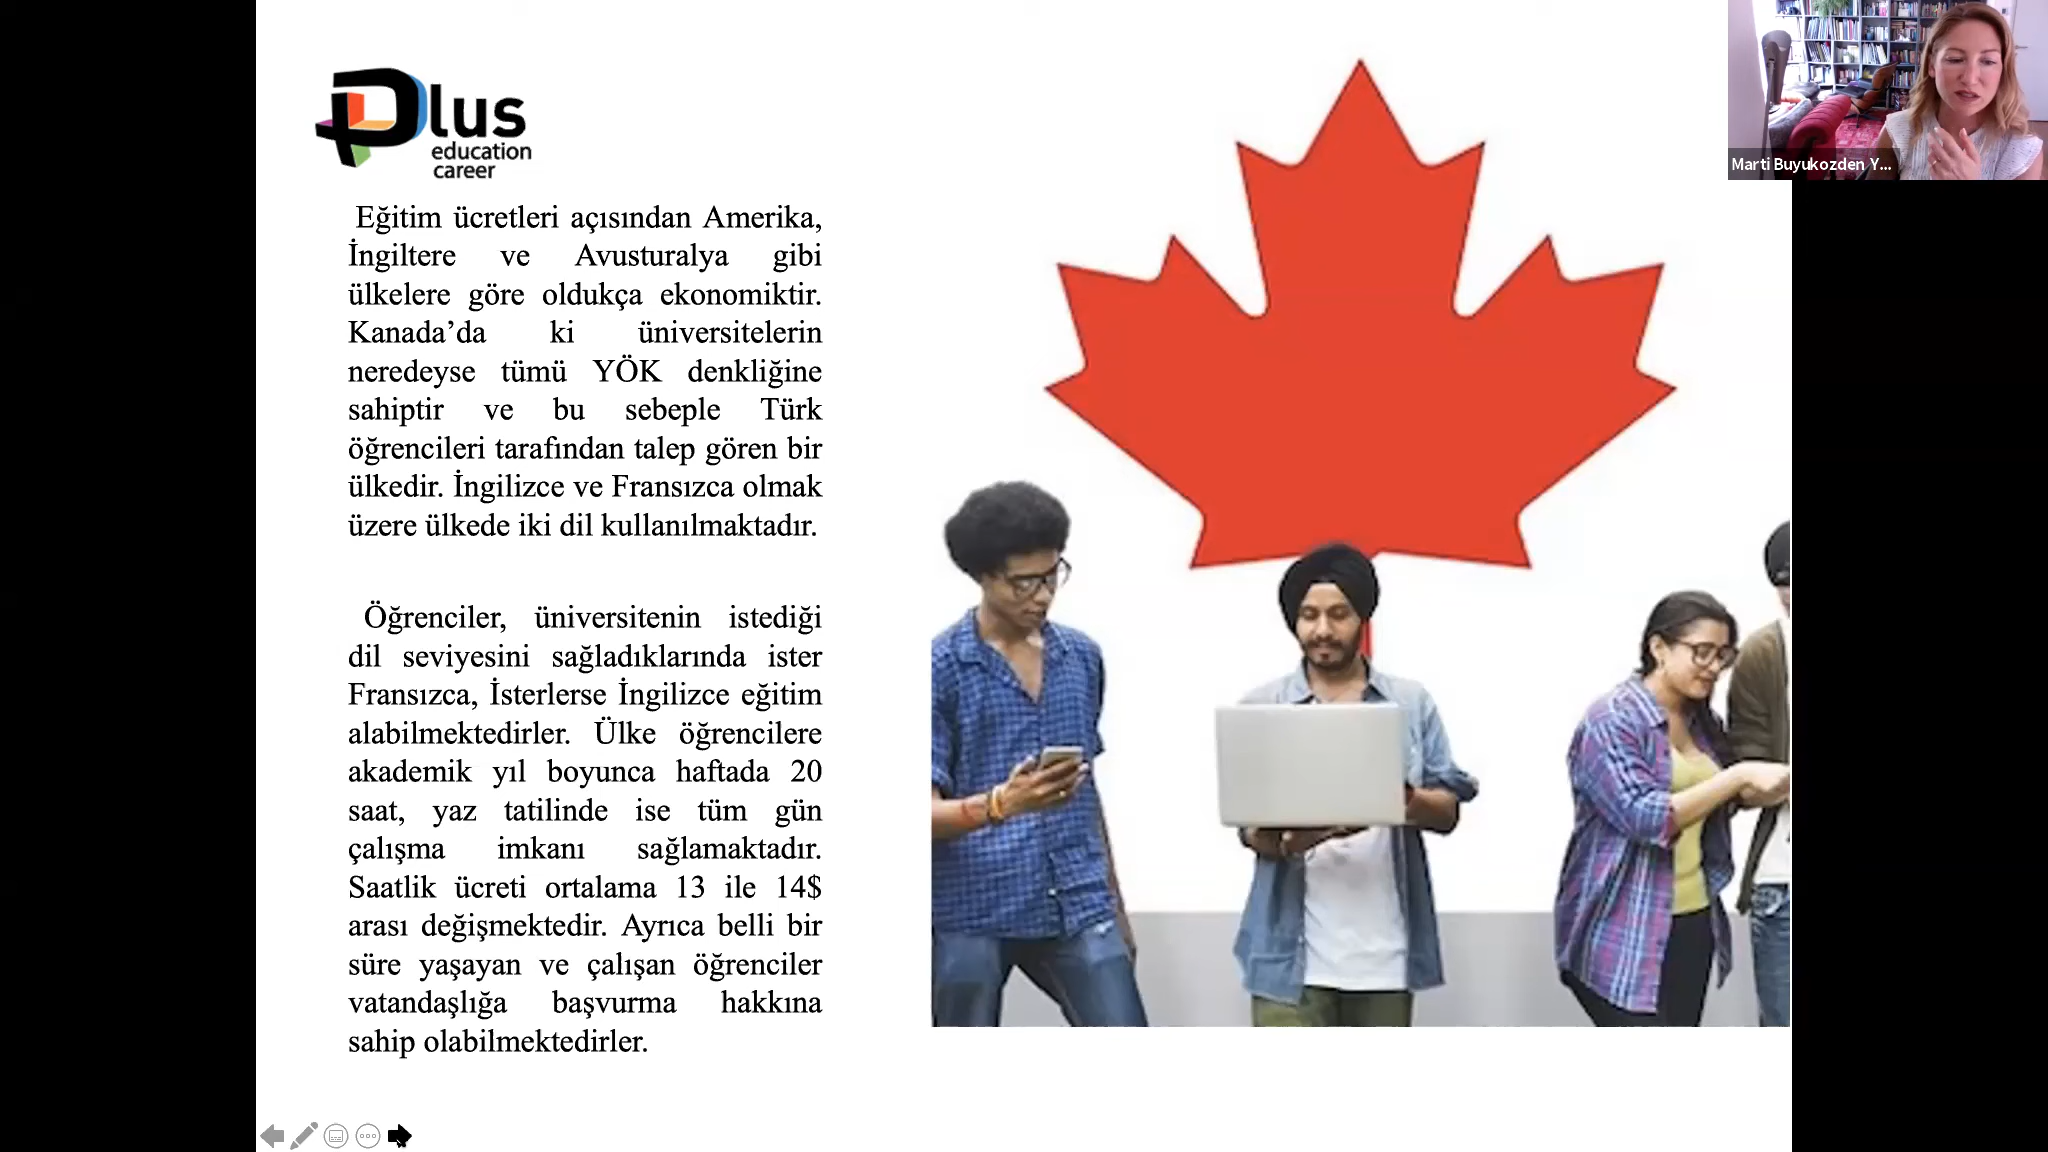 Plus
education
career
Marti Buyukozden Y...
Eğitim ücretleri açısından Amerika,
İngiltere ve Avusturalya gibi
ülkelere göre oldukça ekonomiktir.
Kanada’da ki üniversitelerin
neredeyse tümü YÖK denkliğine
sahiptir ve bu sebeple Türk
öğrencileri tarafından talep gören bir
ülkedir. İngilizce ve Fransızca olmak
üzere ülkede iki dil kullanılmaktadır.
Öğrenciler, üniversitenin istediği
dil seviyesini sağladıklarında ister
Fransızca, İsterlerse İngilizce eğitim
alabilmektedirler. Ülke öğrencilere
akademik yıl boyunca haftada 20
saat, yaz tatilinde ise tüm gün
çalışma imkanı sağlamaktadır.
Saatlik ücreti ortalama 13 ile 14$
arası değişmektedir. Ayrıca belli bir
süre yaşayan ve çalışan öğrenciler
vatandaşlığa başvurma hakkına
sahip olabilmektedirler.